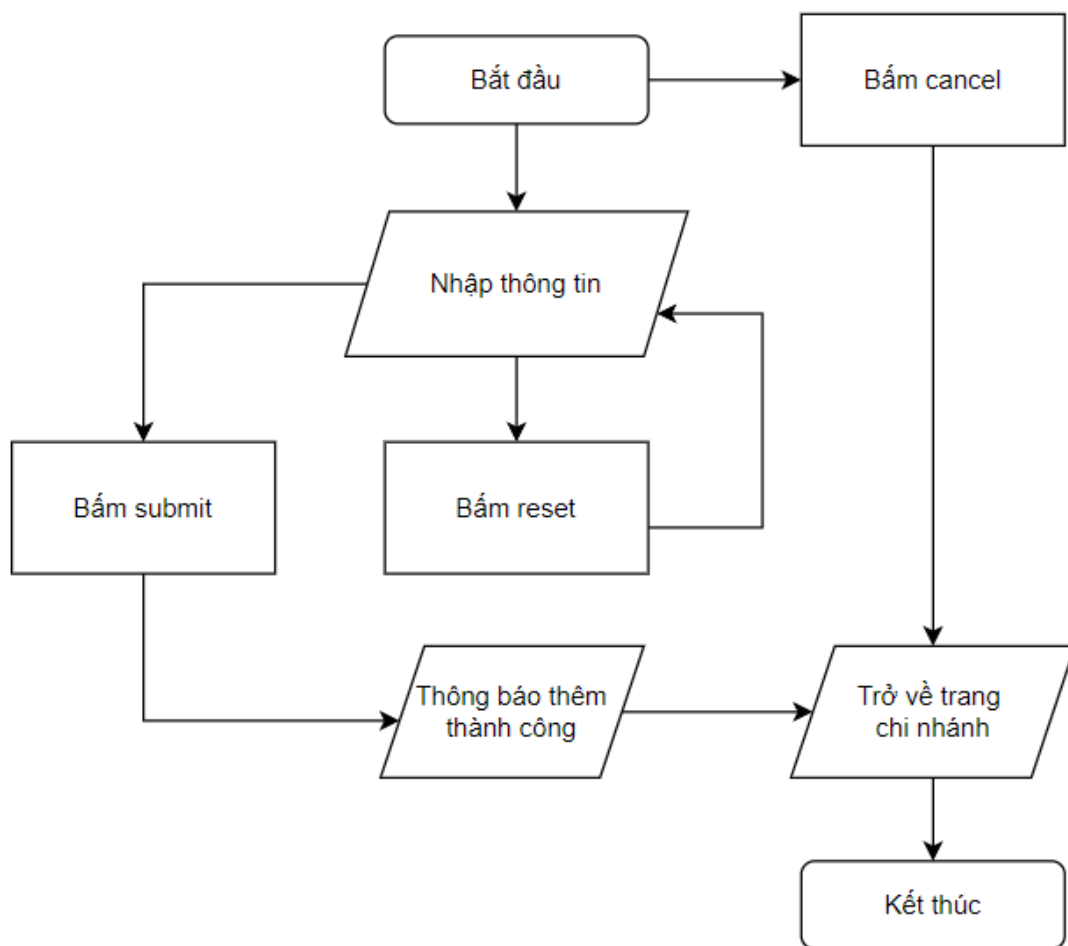 Bắt đầu
Bấm cancel
Nhập thông tin
Bấm submit
Bấm reset
Thông báo thêm
thành công
Trở về trang
chi nhánh
Kết thúc